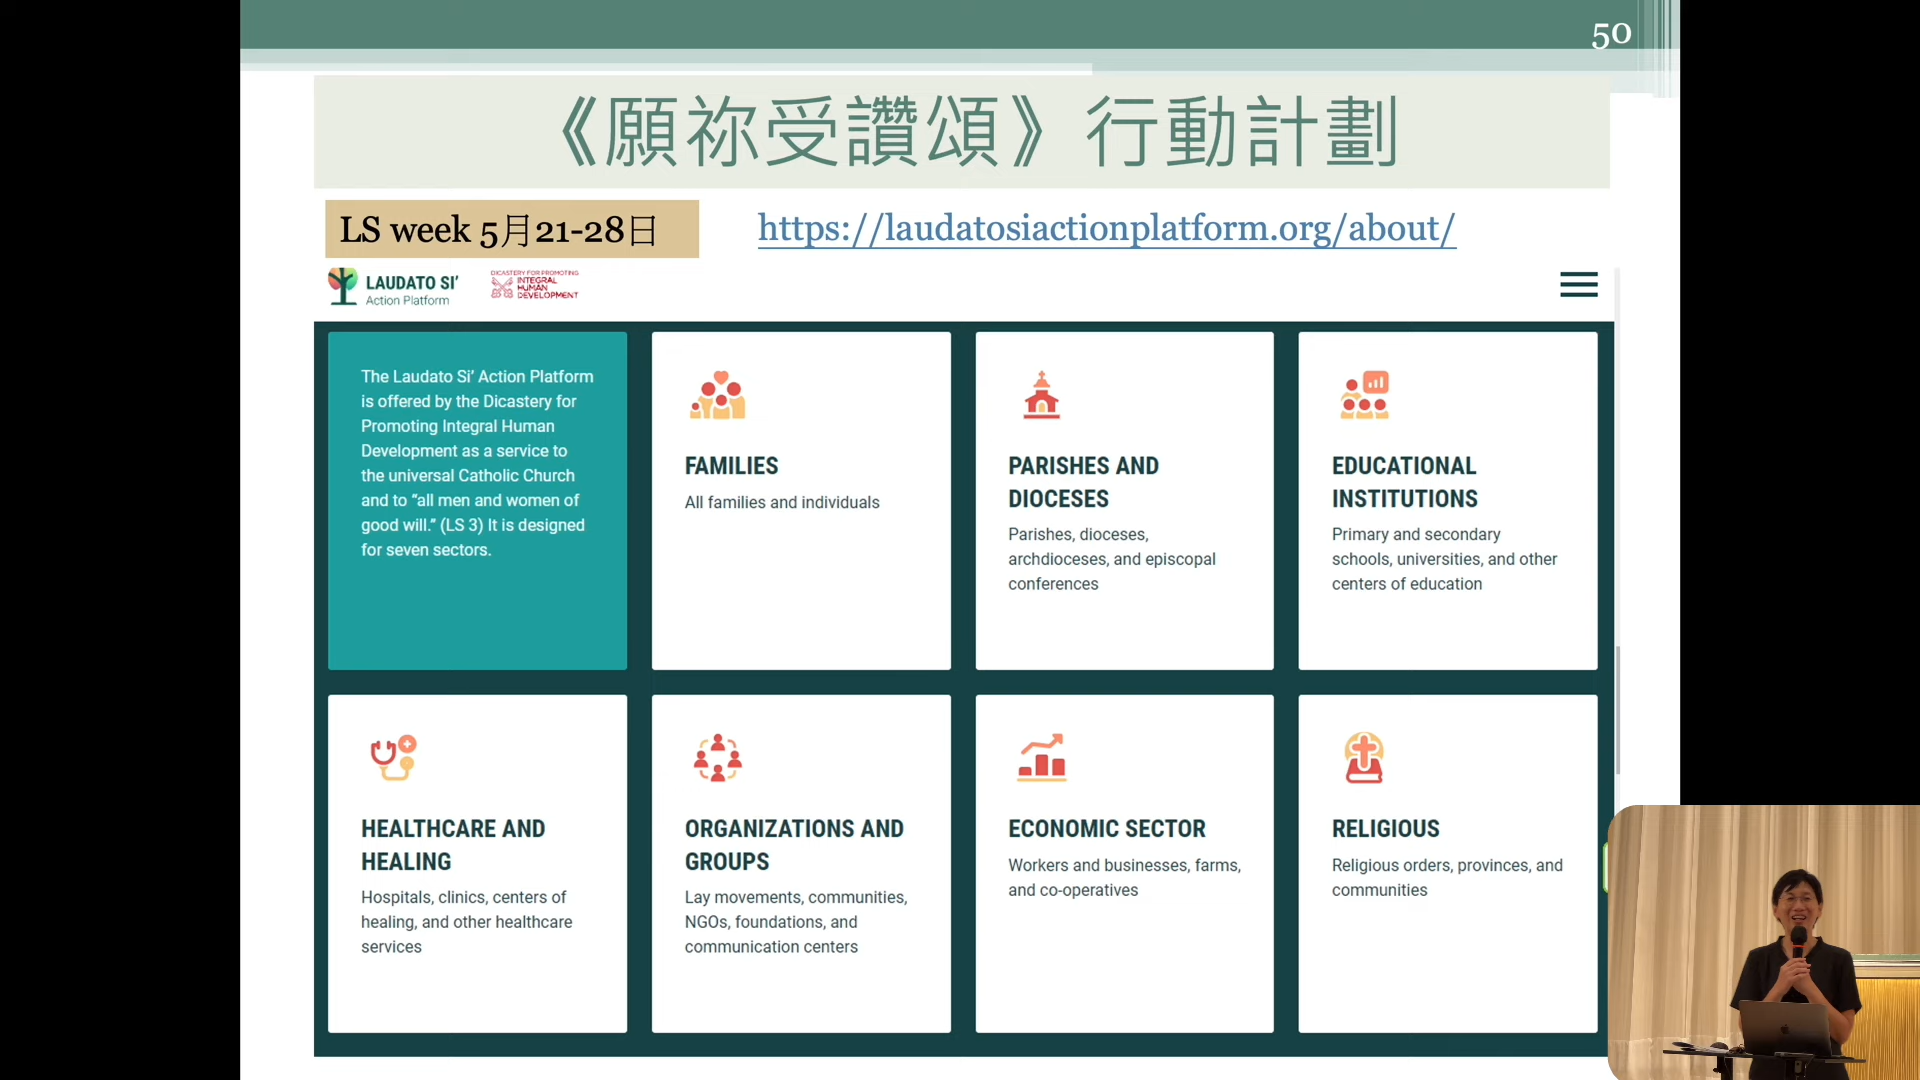 50
《願祢受讚頌》行動計劃
LS week 5月21-28日
https://laudatosiactionplatform.org/about/
LAUDATO SI’
Action Platform
DICASTERY FOR PROMOTING
INTEGRAL
HUMAN
DEVELOPMENT
The Laudato Si’ Action Platform
is offered by the Dicastery for
Promoting Integral Human
Development as a service to
the universal Catholic Church
and to “all men and women of
good will.” (LS 3) It is designed
for seven sectors.
FAMILIES
All families and individuals
PARISHES AND
DIOCESES
Parishes, dioceses,
archdioceses, and episcopal
conferences
EDUCATIONAL
INSTITUTIONS
Primary and secondary
schools, universities, and other
centers of education
HEALTHCARE AND
HEALING
Hospitals, clinics, centers of
healing, and other healthcare
services
ORGANIZATIONS AND
GROUPS
Lay movements, communities,
NGOs, foundations, and
communication centers
ECONOMIC SECTOR
Workers and businesses, farms,
and co-operatives
RELIGIOUS
Religious orders, provinces, and
communities